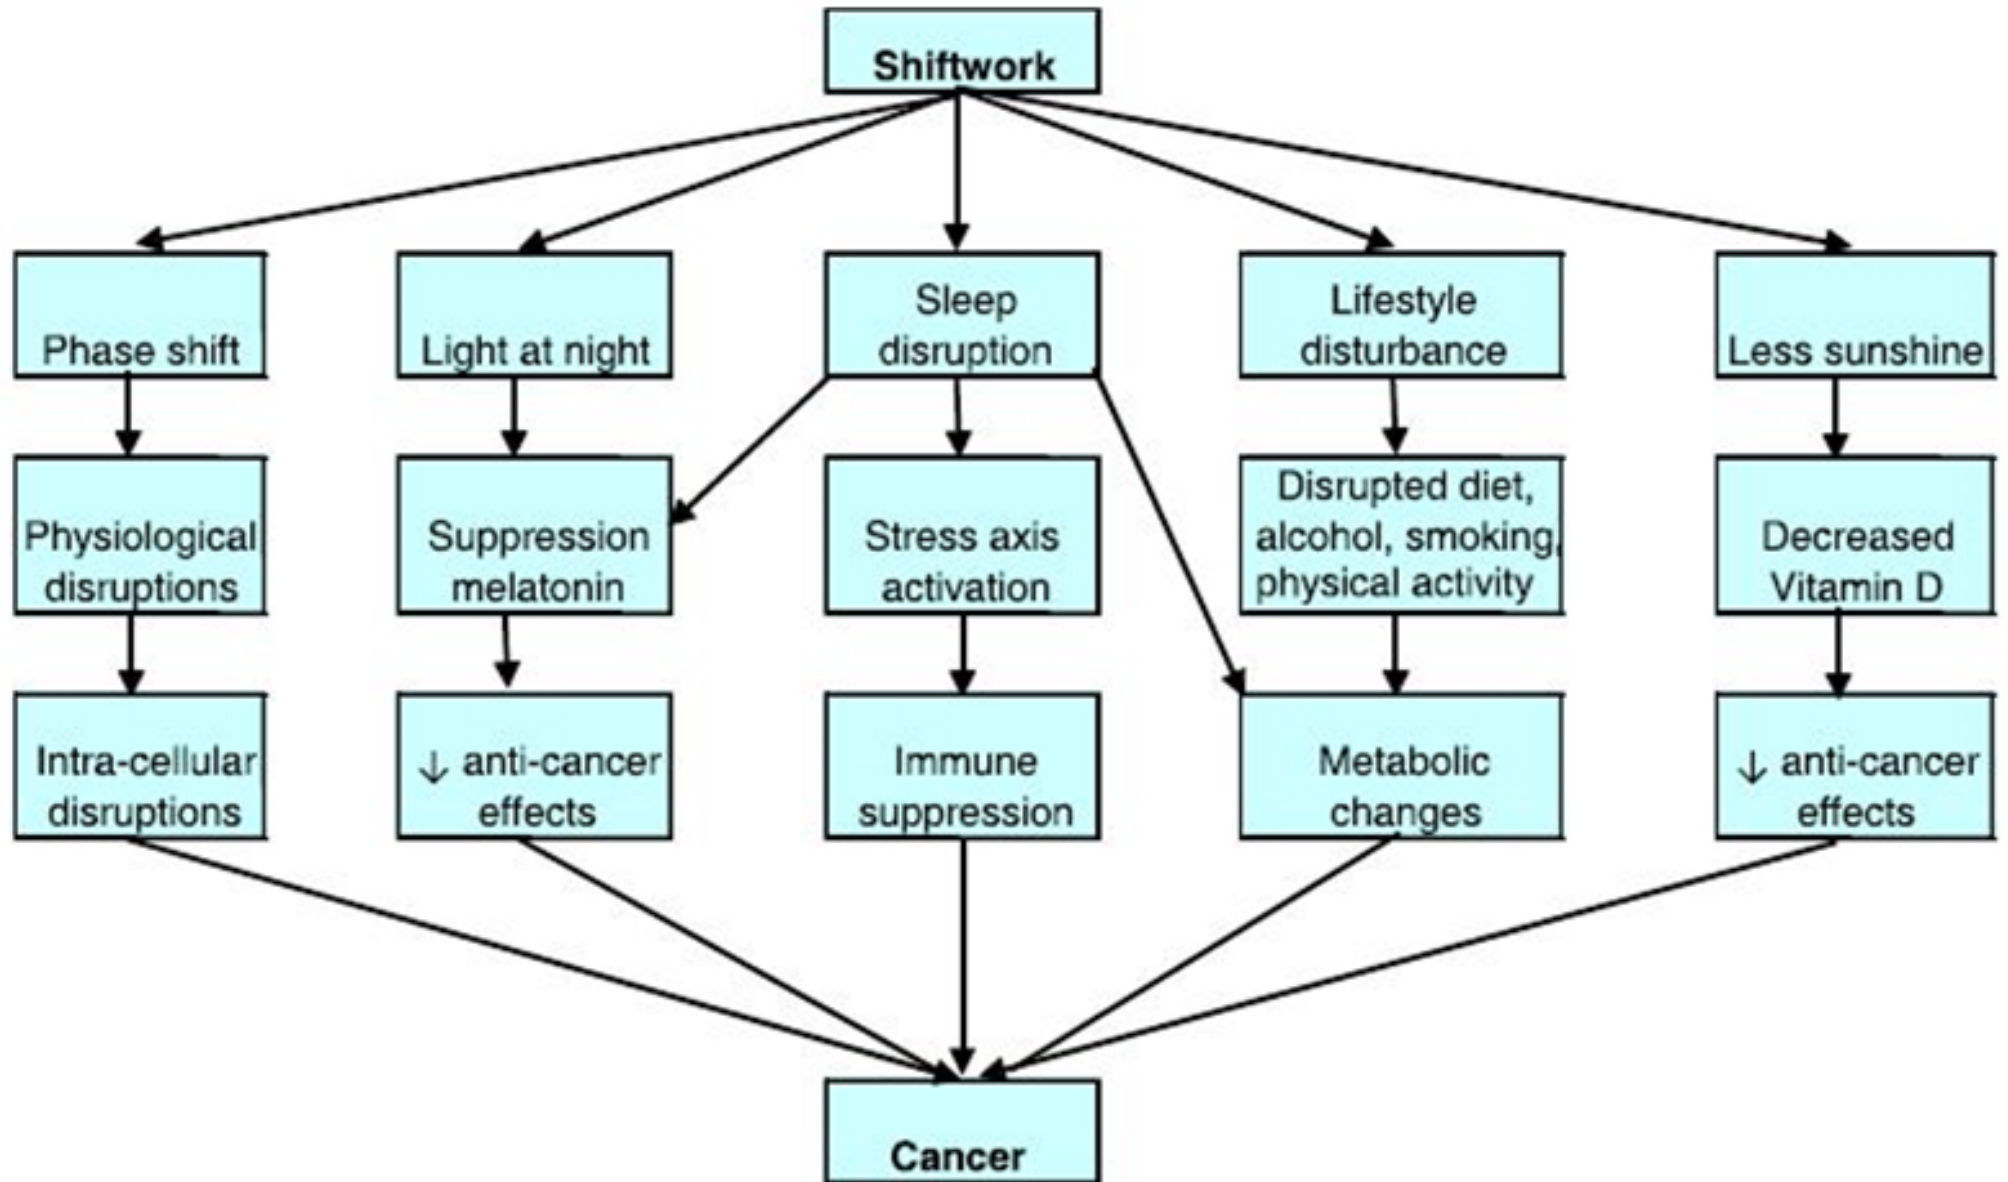 Shiftwork
Phase shift
Light at night
Sleep
disruption
Lifestyle
disturbance
Less sunshine
Physiological
disruptions
Suppression
melatonin
Stress axis
activation
Disrupted diet,
alcohol, smoking,
physical activity
Decreased
Vitamin D
Intra-cellular
disruptions
↓ anti-cancer
effects
Immune
suppression
Metabolic
changes
↓ anti-cancer
effects
Cancer